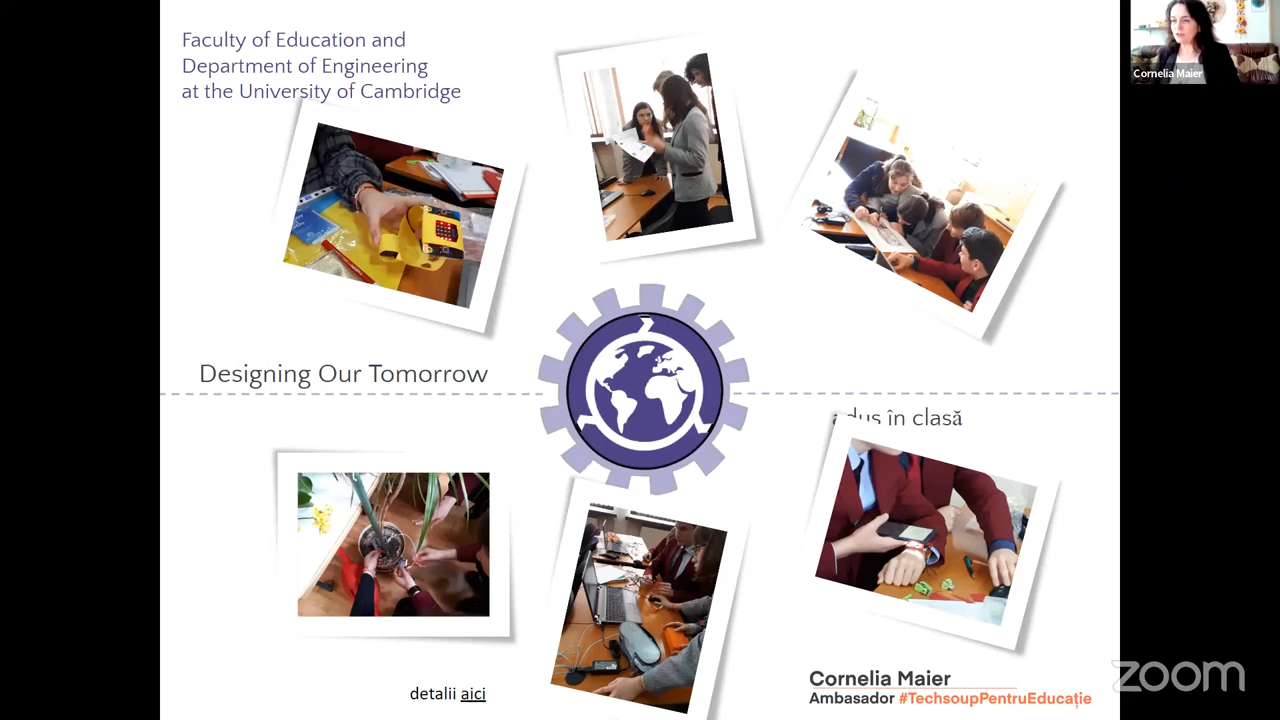 Faculty of Education and
Department of Engineering
at the University of Cambridge
Cornelia Maier
Designing Our Tomorrow
adus în clasă
detalii aici
Cornelia Maier
Ambasador #TechsoupPentruEducație
zoom